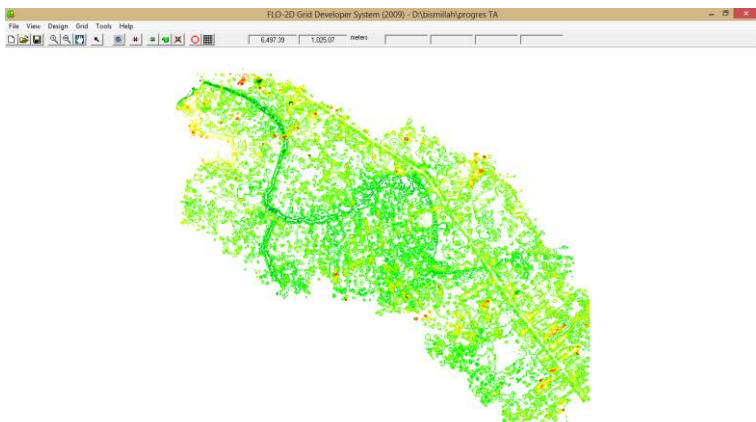 FLO-2D Grid Developer System (2009) - D:\bismillah\progres TA
File View Design Grid Tools Help
6,497.39 1,025.07 meters